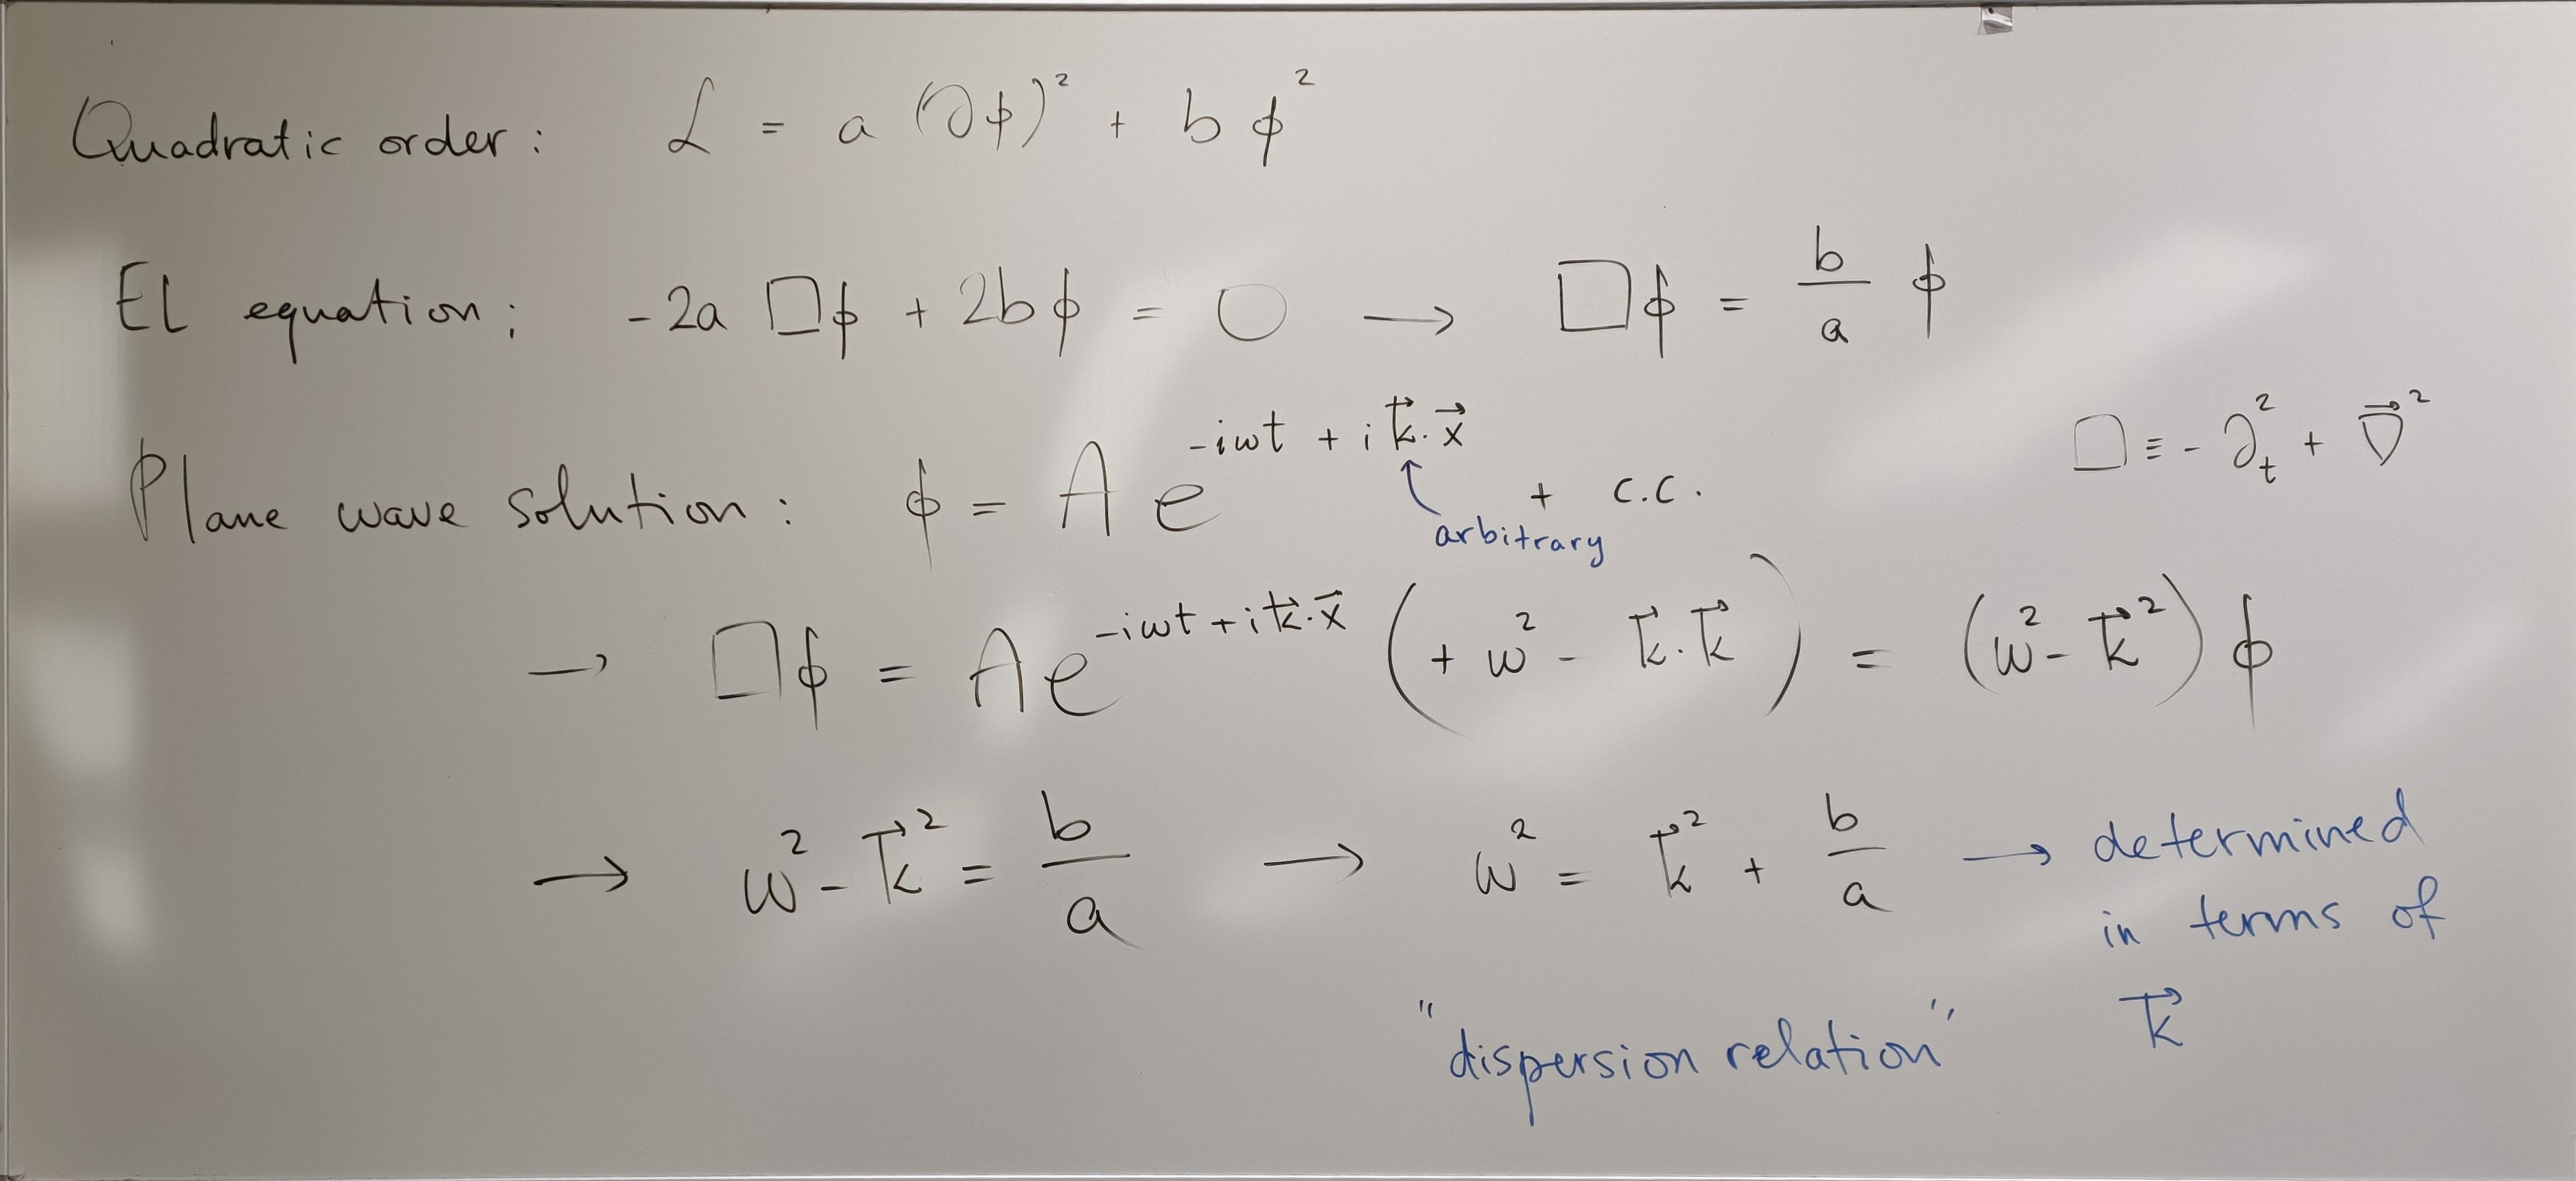 Quadratic order: ℒ = a (∂ϕ)² + b ϕ²
EL equation: -2a □ϕ + 2bϕ = 0 → □ϕ = b/a ϕ
□ ≡ - ∂ₜ² + ∇⃗²
Plane wave solution: ϕ = A e^(-iωt + i k⃗·x⃗) + c.c.
arbitrary
→ □ϕ = A e^(-iωt + i k⃗·x⃗) (+ ω² - k⃗·k⃗) = (ω² - k⃗²) ϕ
→ ω² - k⃗² = b/a → ω² = k⃗² + b/a → determined
in terms of
k⃗
"dispersion relation"